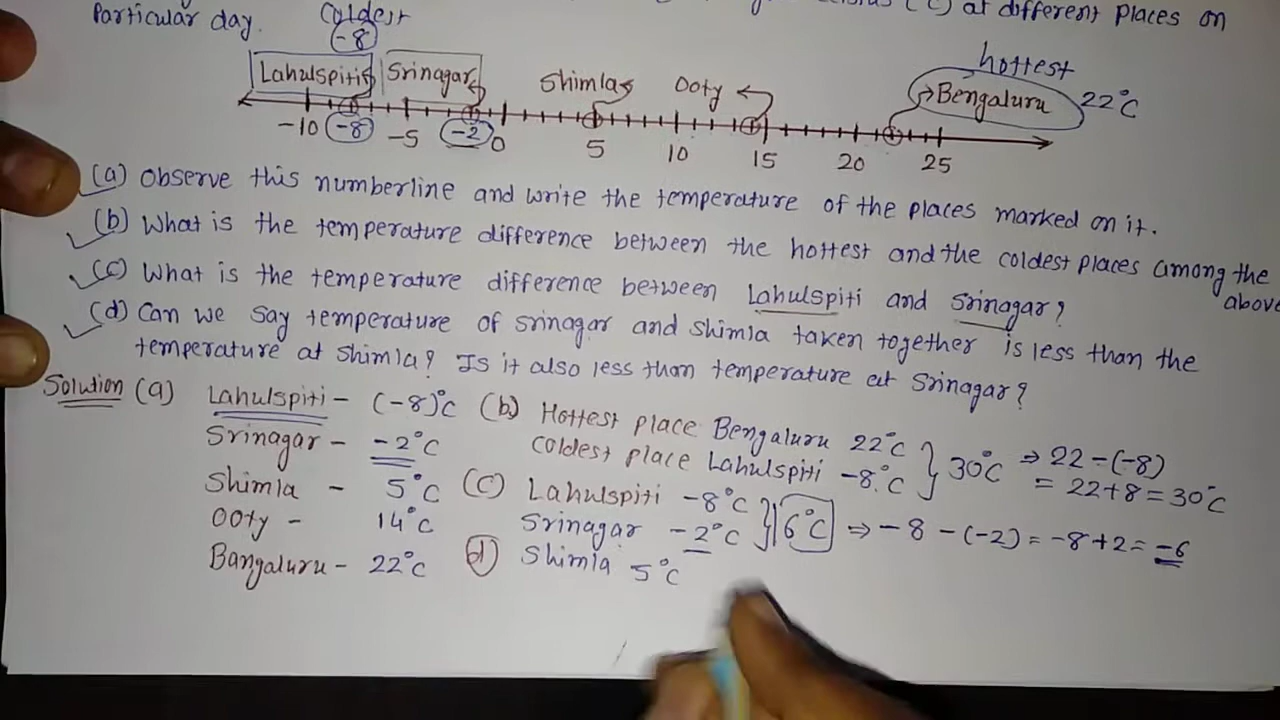 (°C) at different places on
Particular day.
Coldest
(-8)
hottest
Lahulspitis Srinagar Shimlas Ooty Bengaluru 22°C
-10 (-8) -5 (-2) 0 5 10 15 20 25
(a) Observe this numberline and write the temperature of the places marked on it.
(b) What is the temperature difference between the hottest and the coldest places among the above
(c) What is the temperature difference between Lahulspiti and Srinagar?
(d) Can we say temperature of srinagar and shimla taken together is less than the
temperature at shimla? Is it also less than temperature at Srinagar?
Solution (a) Lahulspiti - (-8)°C (b) Hottest place Bengaluru 22°C } 30°C ⇒ 22-(-8)
Srinagar - -2°C coldest place Lahulspiti -8°C = 22+8 = 30°C
Shimla - 5°C (C) Lahulspiti -8°C
Ooty - 14°C Srinagar -2°C } 6°C ⇒ -8-(-2) = -8+2 = -6
Bangaluru - 22°C (d) Shimla 5°C